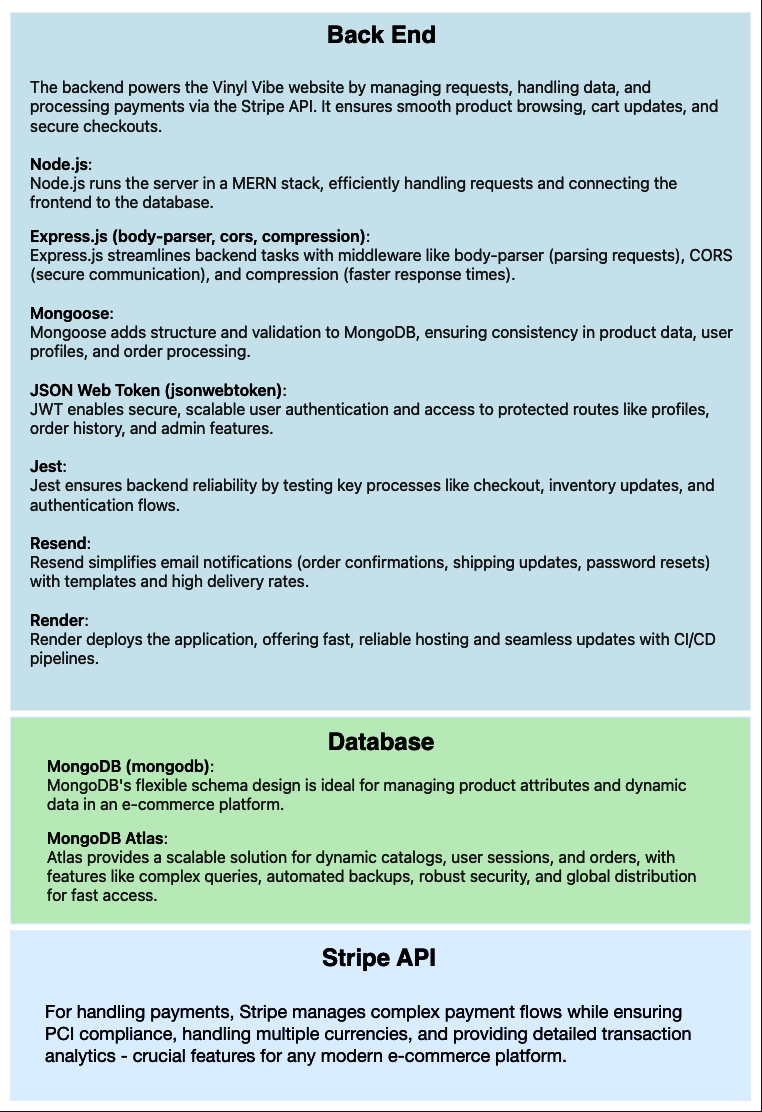 Back End
The backend powers the Vinyl Vibe website by managing requests, handling data, and
processing payments via the Stripe API. It ensures smooth product browsing, cart updates, and
secure checkouts.
Node.js:
Node.js runs the server in a MERN stack, efficiently handling requests and connecting the
frontend to the database.
Express.js (body-parser, cors, compression):
Express.js streamlines backend tasks with middleware like body-parser (parsing requests), CORS
(secure communication), and compression (faster response times).
Mongoose:
Mongoose adds structure and validation to MongoDB, ensuring consistency in product data, user
profiles, and order processing.
JSON Web Token (jsonwebtoken):
JWT enables secure, scalable user authentication and access to protected routes like profiles,
order history, and admin features.
Jest:
Jest ensures backend reliability by testing key processes like checkout, inventory updates, and
authentication flows.
Resend:
Resend simplifies email notifications (order confirmations, shipping updates, password resets)
with templates and high delivery rates.
Render:
Render deploys the application, offering fast, reliable hosting and seamless updates with CI/CD
pipelines.
Database
MongoDB (mongodb):
MongoDB's flexible schema design is ideal for managing product attributes and dynamic
data in an e-commerce platform.
MongoDB Atlas:
Atlas provides a scalable solution for dynamic catalogs, user sessions, and orders, with
features like complex queries, automated backups, robust security, and global distribution
for fast access.
Stripe API
For handling payments, Stripe manages complex payment flows while ensuring
PCI compliance, handling multiple currencies, and providing detailed transaction
analytics - crucial features for any modern e-commerce platform.